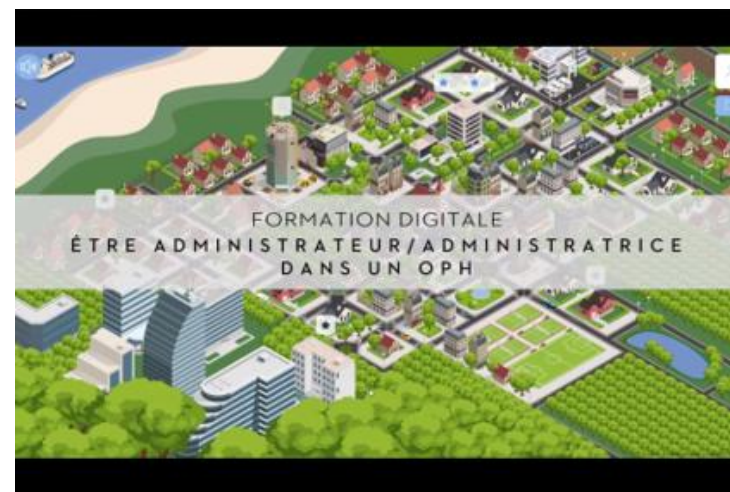 FORMATION DIGITALE
ÊTRE ADMINISTRATEUR/ADMINISTRATRICE
DANS UN OPH